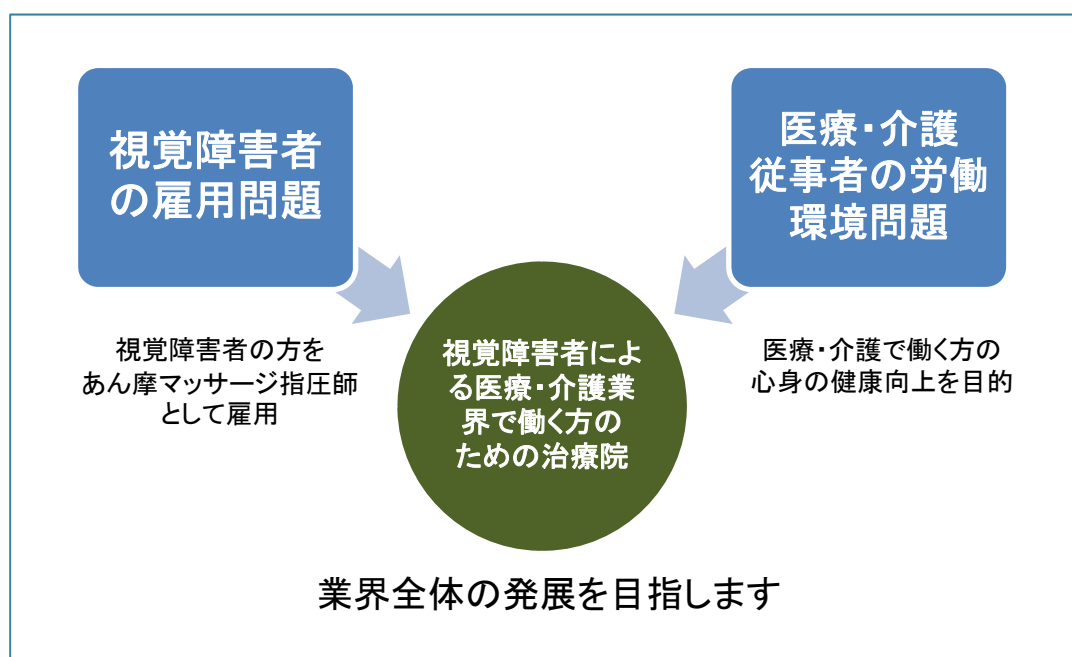 視覚障害者
の雇用問題
医療・介護
従事者の労働
環境問題
視覚障害者の方を
あん摩マッサージ指圧師
として雇用
視覚障害者によ
る医療・介護業
界で働く方の
ための治療院
医療・介護で働く方の
心身の健康向上を目的
業界全体の発展を目指します